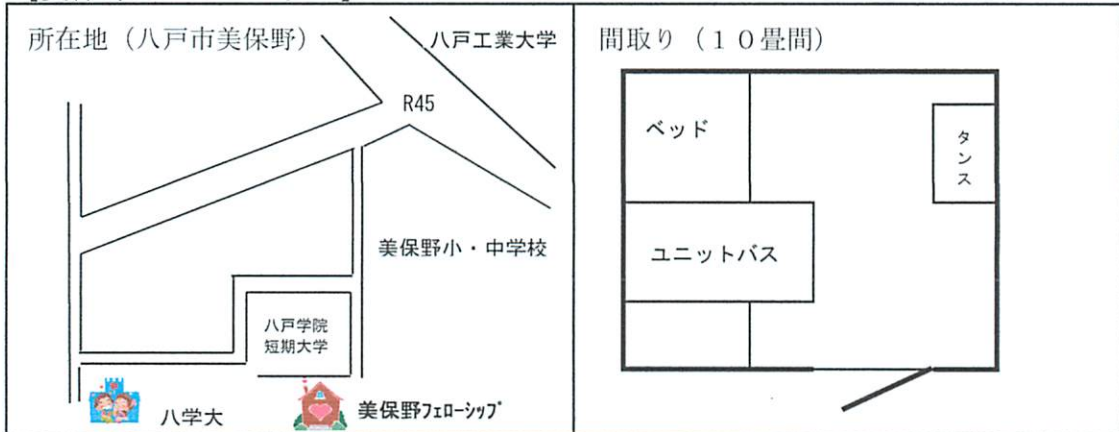 所在地（八戸市美保野）
八戸工業大学
R45
美保野小・中学校
八戸学院
短期大学
八学大
美保野ﾌｪﾛｰｼｯﾌﾟ
間取り（１０畳間）
ベッド
タンス
ユニットバス